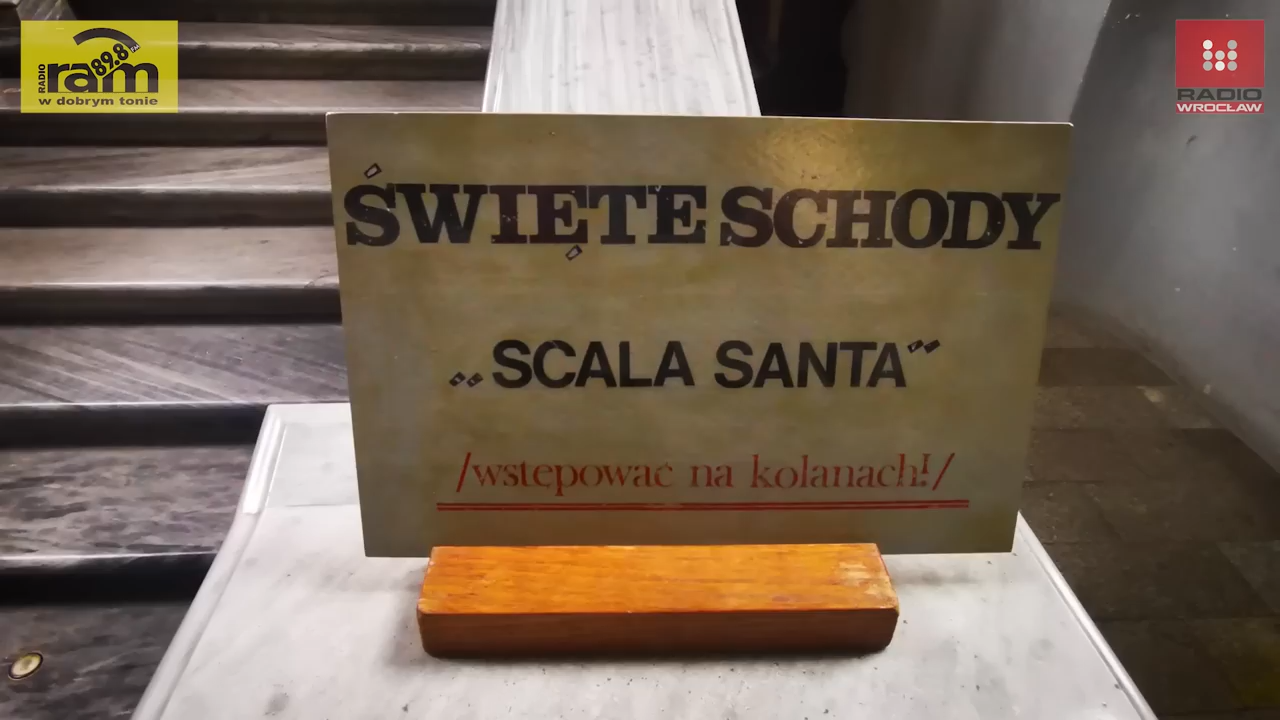 RADIO ram 89.8 FM
w dobrym tonie
RADIO
WROCŁAW
ŚWIĘTE SCHODY
„SCALA SANTA”
/wstępować na kolanach!/